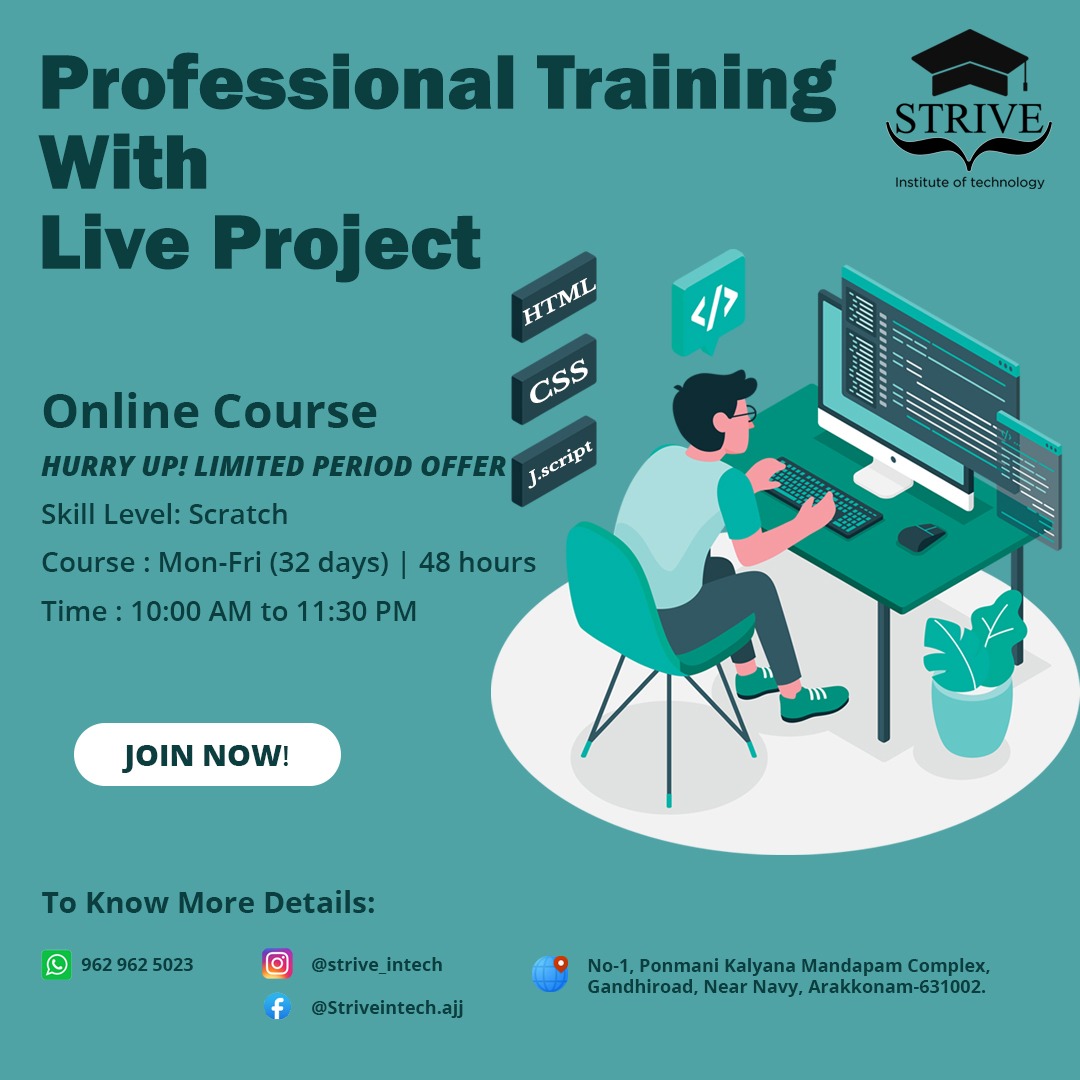 Professional Training
With
Live Project
STRIVE
Institute of technology
HTML
CSS
J.script
</>
Online Course
HURRY UP! LIMITED PERIOD OFFER
Skill Level: Scratch
Course : Mon-Fri (32 days) | 48 hours
Time : 10:00 AM to 11:30 PM
JOIN NOW!
To Know More Details:
962 962 5023
@strive_intech
@Striveintech.ajj
No-1, Ponmani Kalyana Mandapam Complex,
Gandhiroad, Near Navy, Arakkonam-631002.